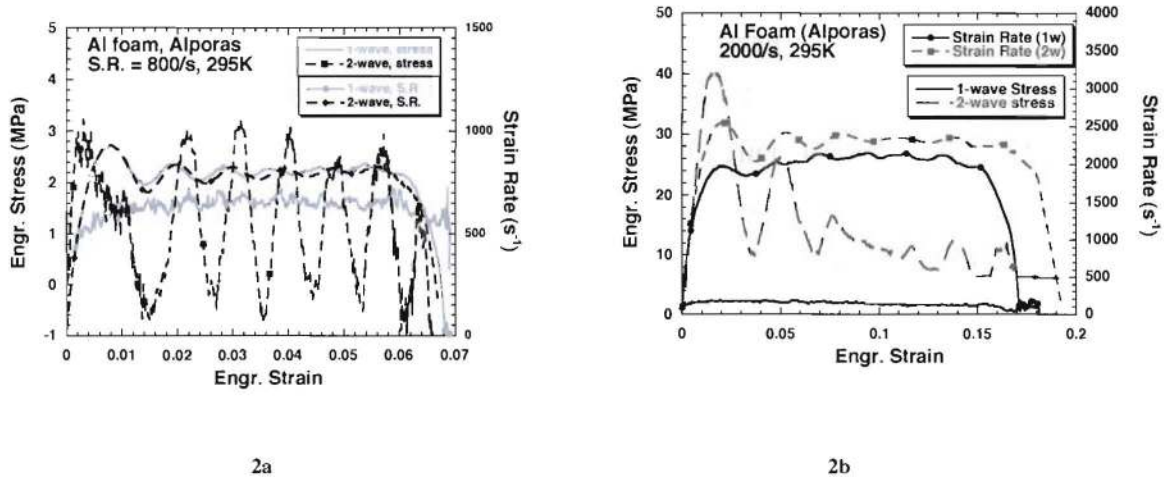 Al foam, Alporas
S.R. = 800/s, 295K
1-wave, stress
2-wave, stress
1-wave, S.R
2-wave, S.R.
Engr. Stress (MPa)
5
4
3
2
1
0
-1
Strain Rate (s⁻¹)
1500
1000
500
0
0 0.01 0.02 0.03 0.04 0.05 0.06 0.07
Engr. Strain
2a
Al Foam (Alporas)
2000/s, 295K
Strain Rate (1w)
Strain Rate (2w)
1-wave Stress
2-wave stress
Engr. Stress (MPa)
50
40
30
20
10
0
Strain Rate (s⁻¹)
4000
3500
3000
2500
2000
1500
1000
500
0
0 0.05 0.1 0.15 0.2
Engr. Strain
2b